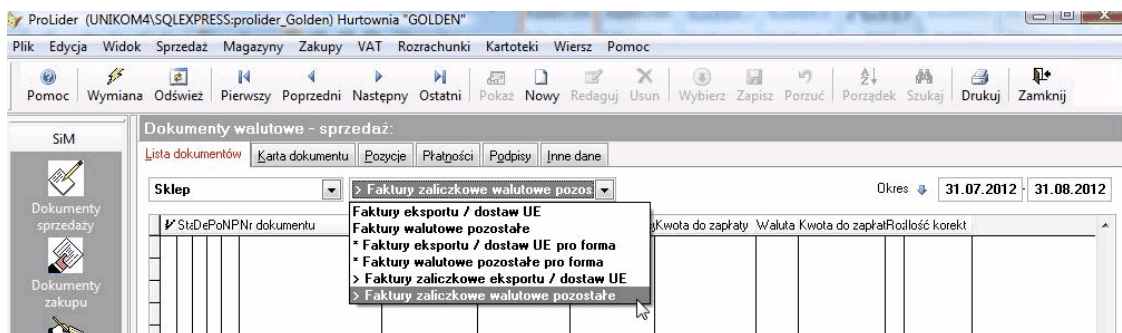 ProLider (UNIKOM4\SQLEXPRESS:prolider_Golden) Hurtownia "GOLDEN"
Plik Edycja Widok Sprzedaż Magazyny Zakupy VAT Rozrachunki Kartoteki Wiersz Pomoc
Pomoc Wymiana Odśwież Pierwszy Poprzedni Następny Ostatni Pokaż Nowy Redaguj Usun Wybierz Zapisz Porzuć Porządek Szukaj Drukuj Zamknij
SiM
Dokumenty walutowe - sprzedaż:
Lista dokumentów Karta dokumentu Pozycje Płatności Podpisy Inne dane
Sklep > Faktury zaliczkowe walutowe pozos Okres 31.07.2012 - 31.08.2012
Dokumenty sprzedaży
Faktury eksportu / dostaw UE
Faktury walutowe pozostałe
* Faktury eksportu / dostaw UE pro forma
* Faktury walutowe pozostałe pro forma
> Faktury zaliczkowe eksportu / dostaw UE
> Faktury zaliczkowe walutowe pozostałe
StaDePoNPNr dokumentu Kwota do zapłaty Waluta Kwota do zapłat Ilość korekt
Dokumenty zakupu